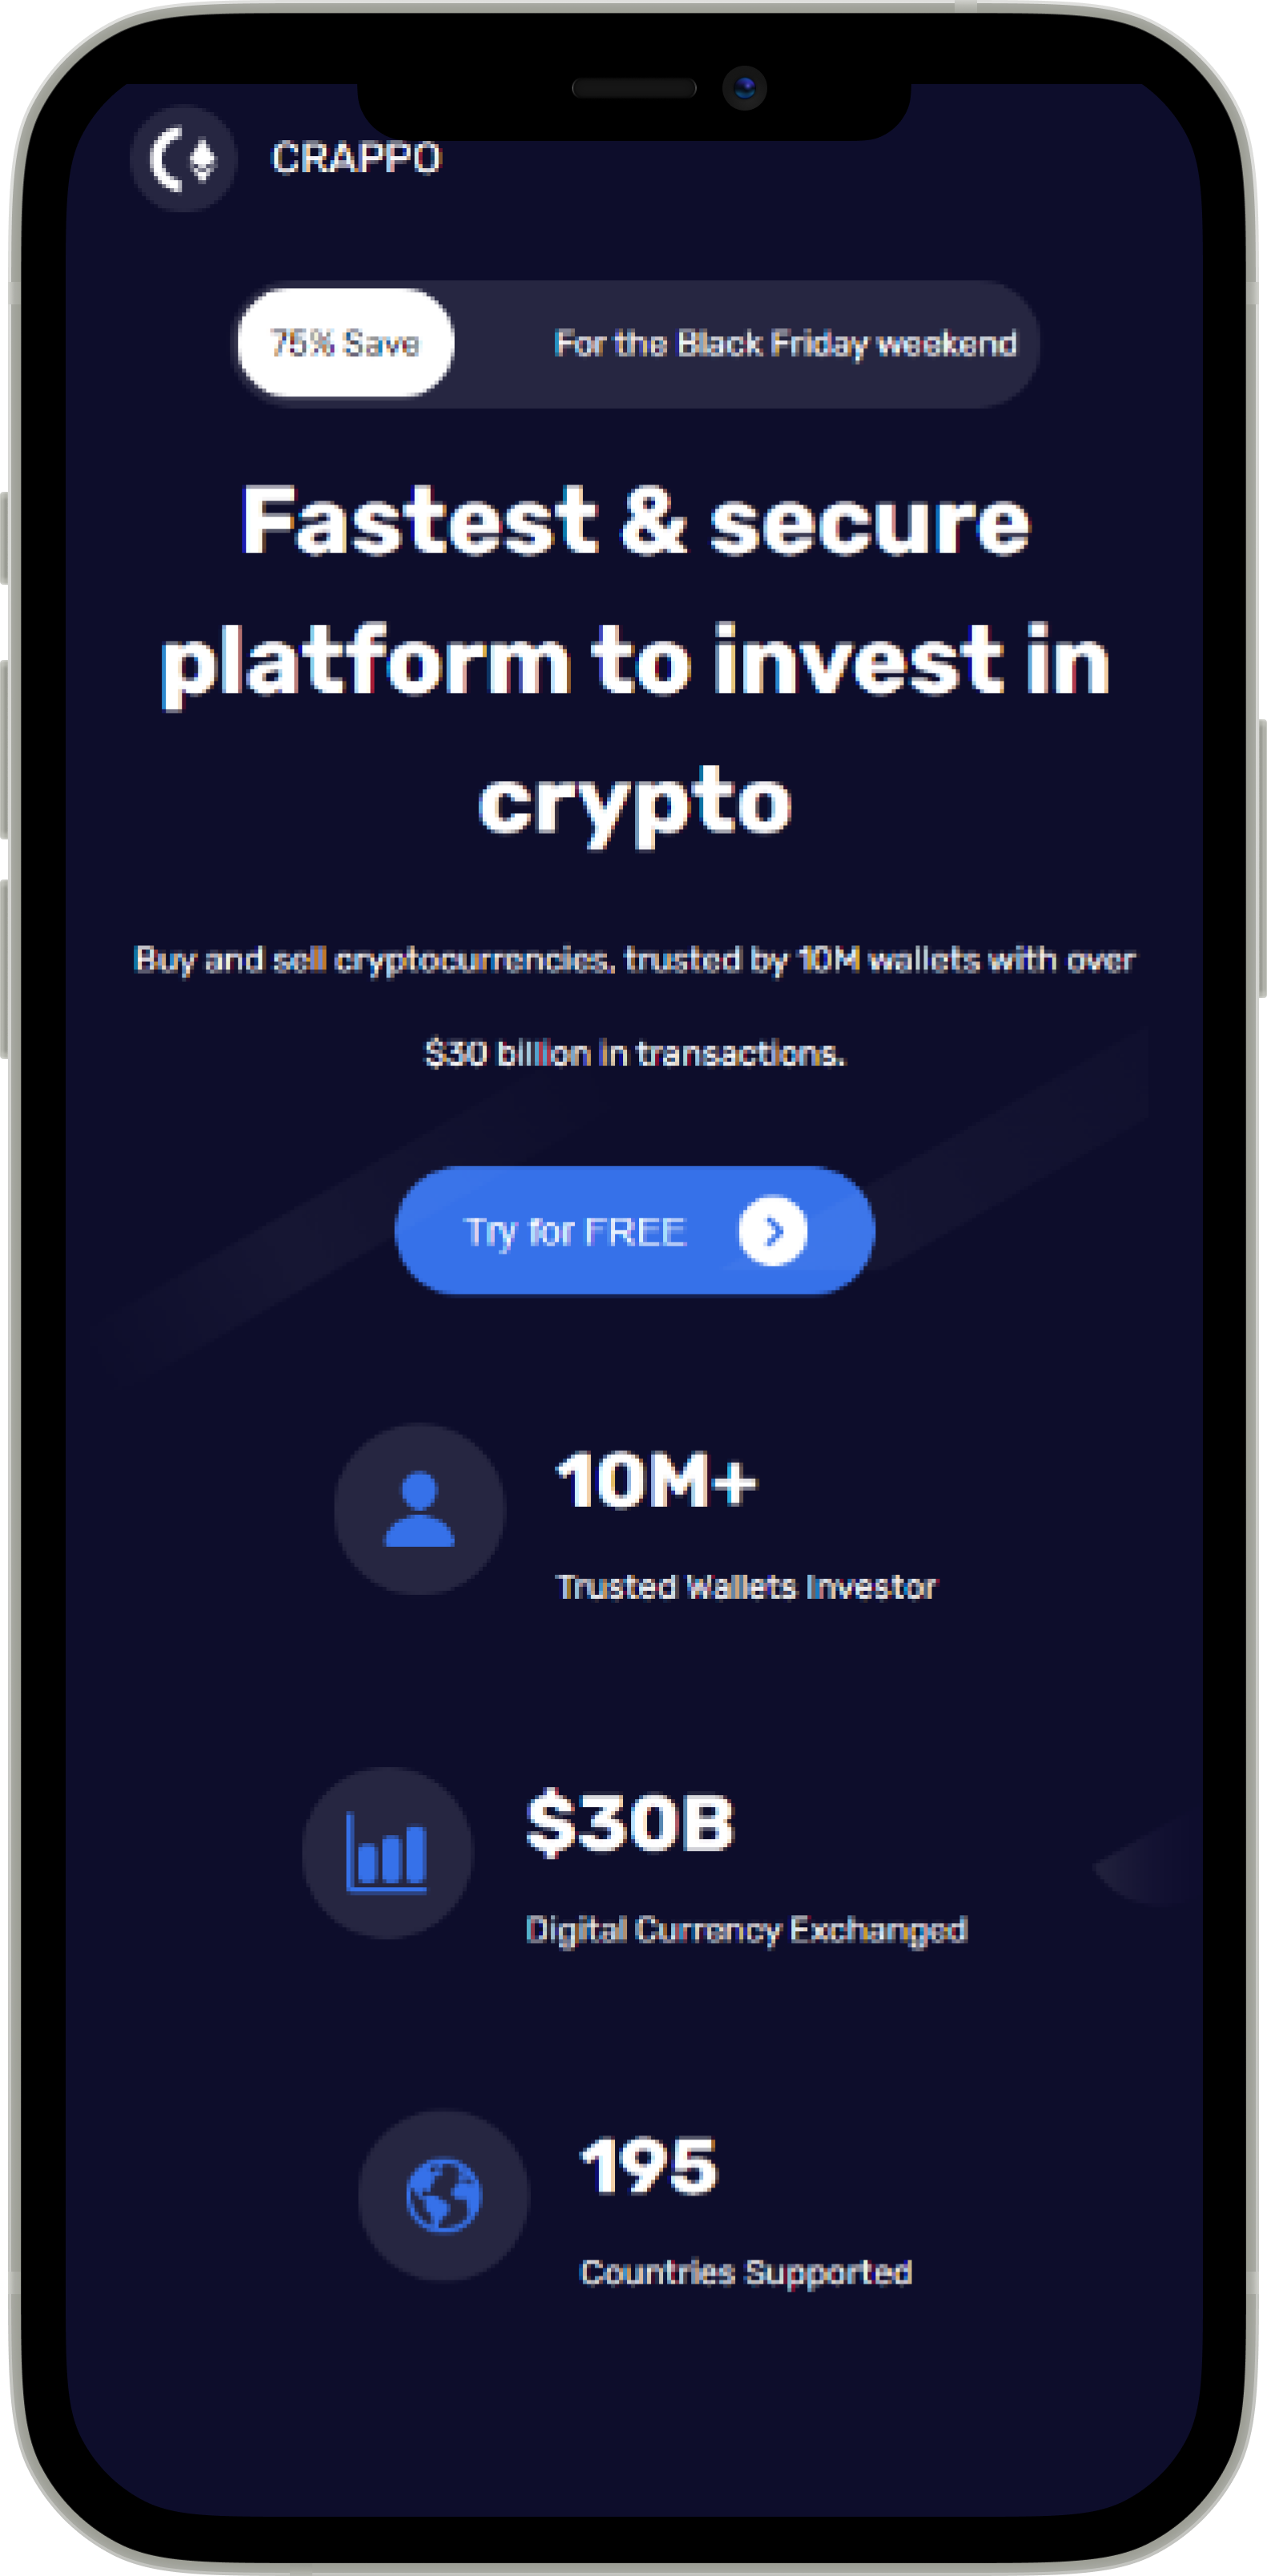 CRAPPO
75% Save
For the Black Friday weekend
Fastest & secure
platform to invest in
crypto
Buy and sell cryptocurrencies, trusted by 10M wallets with over
$30 billion in transactions.
Try for FREE
10M+
Trusted Wallets Investor
$30B
Digital Currency Exchanged
195
Countries Supported